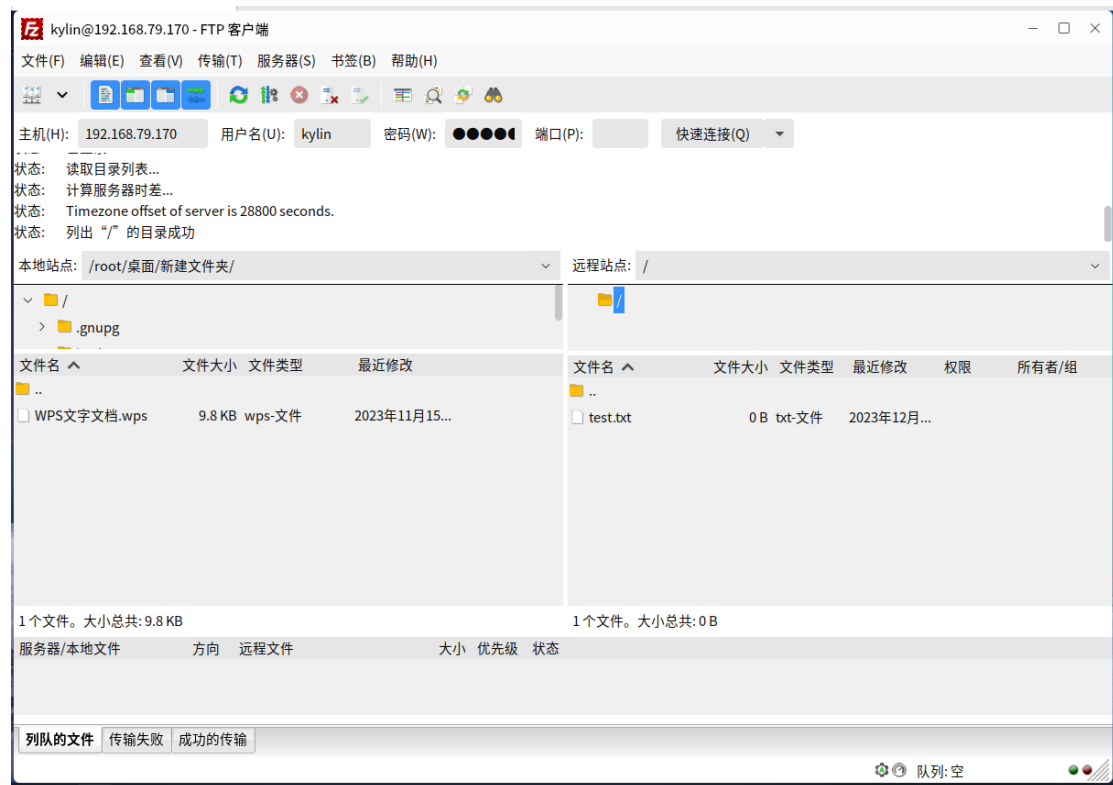 kylin@192.168.79.170 - FTP 客户端
文件(F) 编辑(E) 查看(V) 传输(T) 服务器(S) 书签(B) 帮助(H)
主机(H): 192.168.79.170 用户名(U): kylin 密码(W): ●●●●● 端口(P): 快速连接(Q)
状态: 读取目录列表...
状态: 计算服务器时差...
状态: Timezone offset of server is 28800 seconds.
状态: 列出“/”的目录成功
本地站点: /root/桌面/新建文件夹/ 远程站点: /
/ /
.gnupg
文件名 文件大小 文件类型 最近修改 文件名 文件大小 文件类型 最近修改 权限 所有者/组
.. ..
WPS文字文档.wps 9.8 KB wps-文件 2023年11月15... test.txt 0 B txt-文件 2023年12月...
1 个文件。大小总共: 9.8 KB 1 个文件。大小总共: 0 B
服务器/本地文件 方向 远程文件 大小 优先级 状态
列队的文件 传输失败 成功的传输
队列: 空